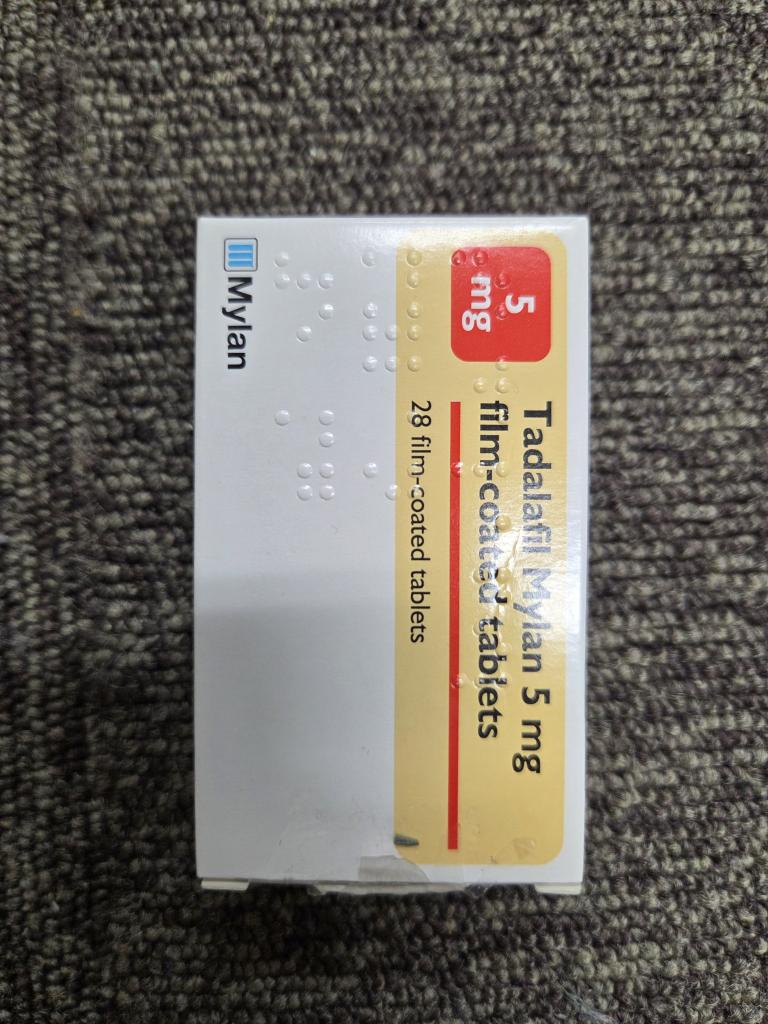 5
mg
Tadalafil Mylan 5 mg
film-coated tablets
28 film-coated tablets
Mylan